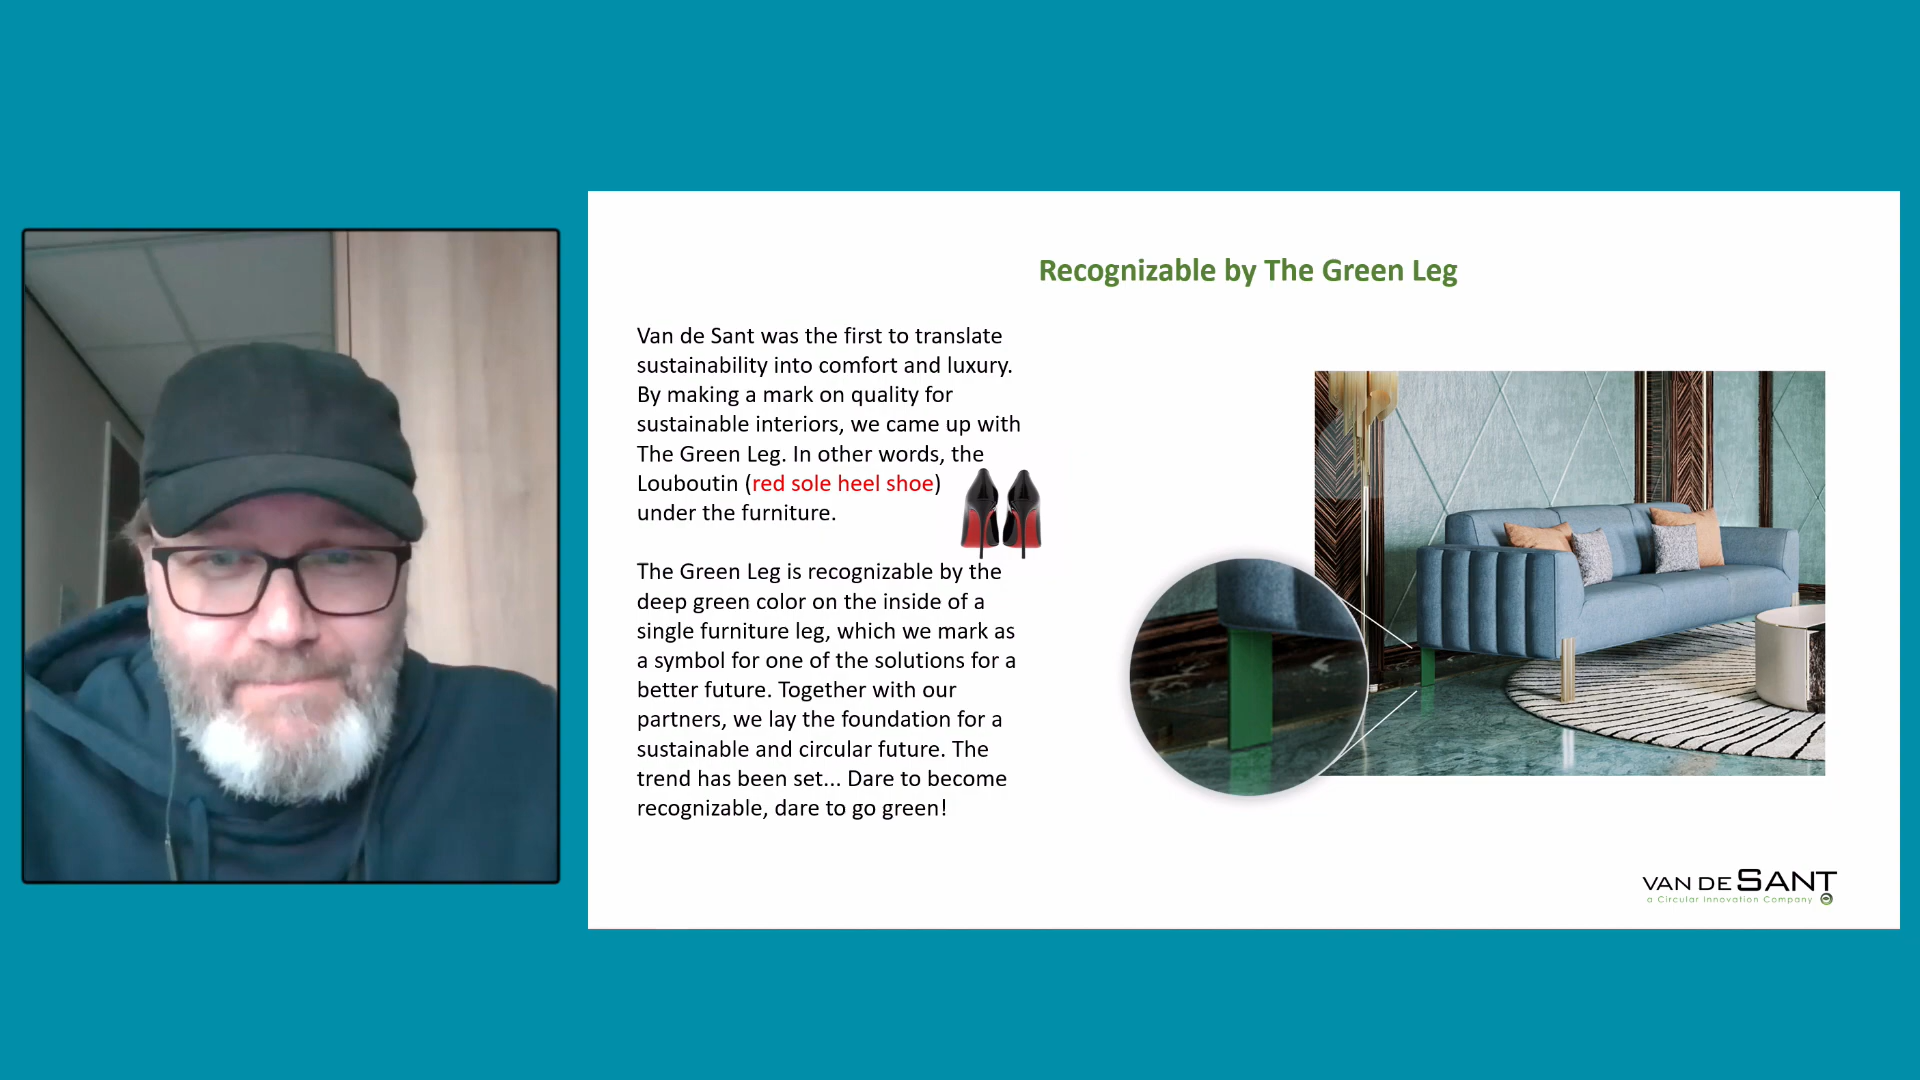 Recognizable by The Green Leg
Van de Sant was the first to translate
sustainability into comfort and luxury.
By making a mark on quality for
sustainable interiors, we came up with
The Green Leg. In other words, the
Louboutin (red sole heel shoe)
under the furniture.
The Green Leg is recognizable by the
deep green color on the inside of a
single furniture leg, which we mark as
a symbol for one of the solutions for a
better future. Together with our
partners, we lay the foundation for a
sustainable and circular future. The
trend has been set... Dare to become
recognizable, dare to go green!
VAN DE SANT
a Circular Innovation Company